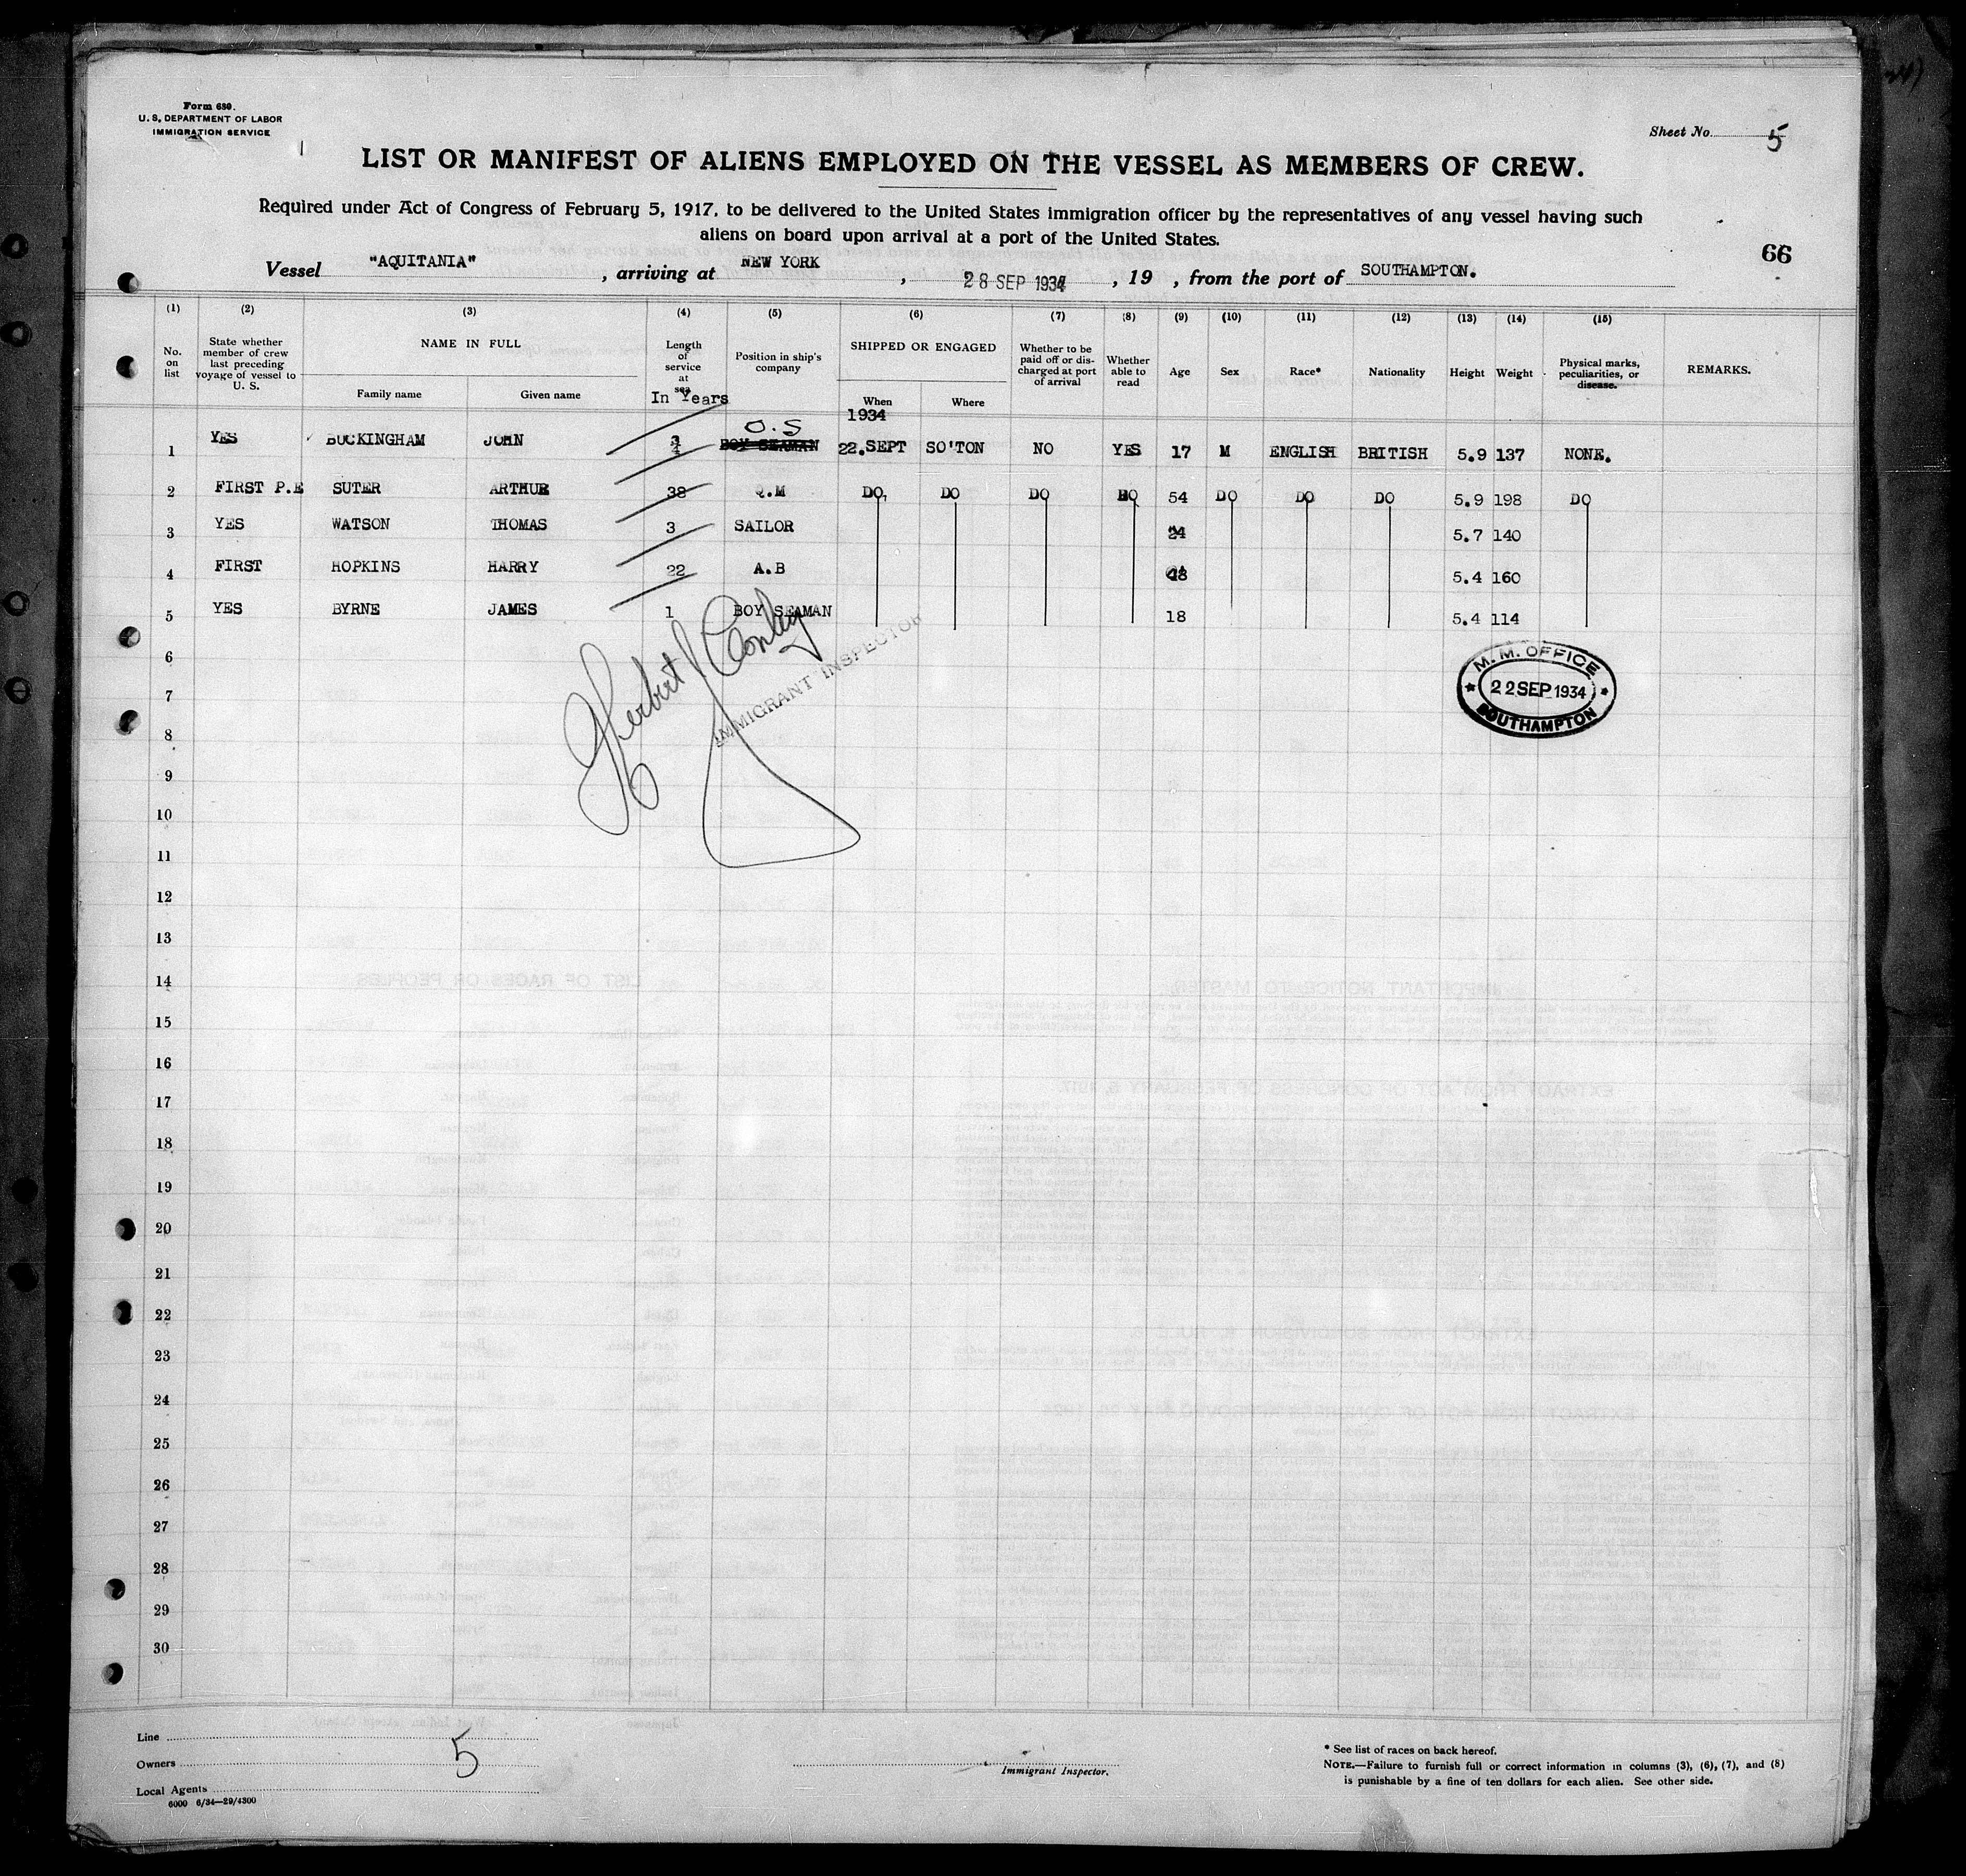 Form 680.
U. S. DEPARTMENT OF LABOR
IMMIGRATION SERVICE
Sheet No. 5
LIST OR MANIFEST OF ALIENS EMPLOYED ON THE VESSEL AS MEMBERS OF CREW.
Required under Act of Congress of February 5, 1917, to be delivered to the United States immigration officer by the representatives of any vessel having such
aliens on board upon arrival at a port of the United States.
66
Vessel "AQUITANIA", arriving at NEW YORK, 28 SEP 1934, 19 , from the port of SOUTHAMPTON.
(1) (2) (3) (4) (5) (6) (7) (8) (9) (10) (11) (12) (13) (14) (15)
No. on list
State whether member of crew last preceding voyage of vessel to U. S.
NAME IN FULL
Family name
Given name
Length of service at sea
In Years
Position in ship's company
SHIPPED OR ENGAGED
When
Where
1934
Whether to be paid off or discharged at port of arrival
Whether able to read
Age
Sex
Race*
Nationality
Height
Weight
Physical marks, peculiarities, or disease.
REMARKS.
O.S
1 YES BUCKINGHAM JOHN 3/4 BOY SEAMAN 22.SEPT SO'TON NO YES 17 M ENGLISH BRITISH 5.9 137 NONE.
2 FIRST P.E SUTER ARTHUR 38 Q.M DO, DO DO DO 54 DO DO DO 5.9 198 DO
3 YES WATSON THOMAS 3 SAILOR 24 5.7 140
4 FIRST HOPKINS HARRY 22 A.B 5.4 160
5 YES BYRNE JAMES 1 BOY SEAMAN 18 5.4 114
Herbert J Conley
IMMIGRANT INSPECTOR
M. M. OFFICE
22 SEP 1934
SOUTHAMPTON
6
7
8
9
10
11
12
13
14
15
16
17
18
19
20
21
22
23
24
25
26
27
28
29
30
Line
Owners
Local Agents
6000 6/34—29/4300
5
Immigrant Inspector.
* See list of races on back hereof.
NOTE.—Failure to furnish full or correct information in columns (3), (6), (7), and (8)
is punishable by a fine of ten dollars for each alien. See other side.